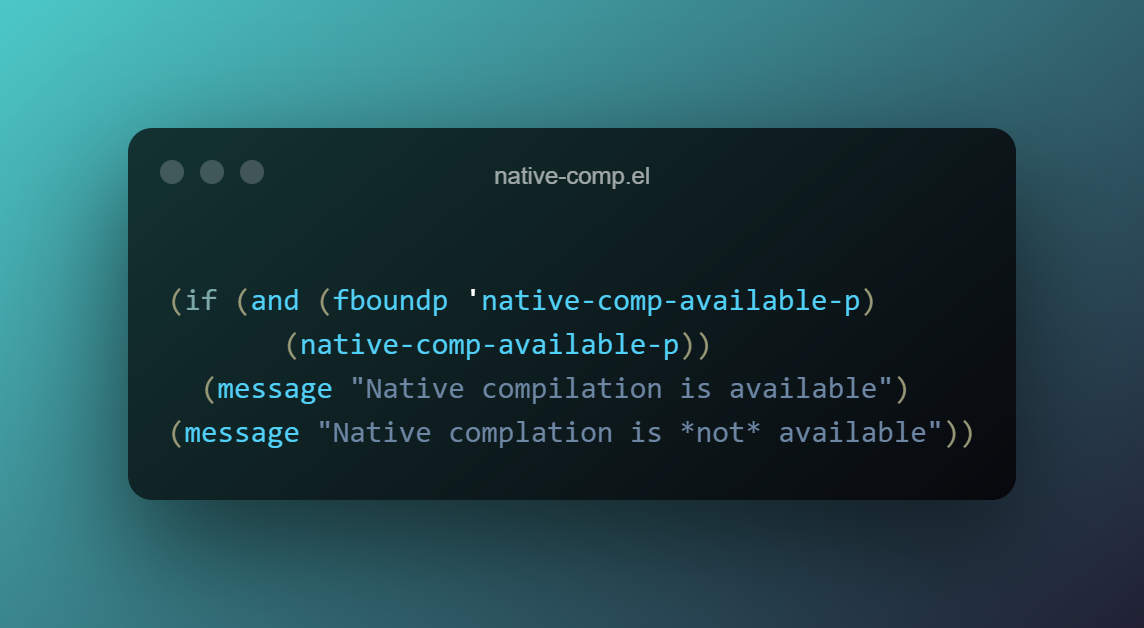 native-comp.el
(if (and (fboundp 'native-comp-available-p)
(native-comp-available-p))
(message "Native compilation is available")
(message "Native complation is *not* available"))